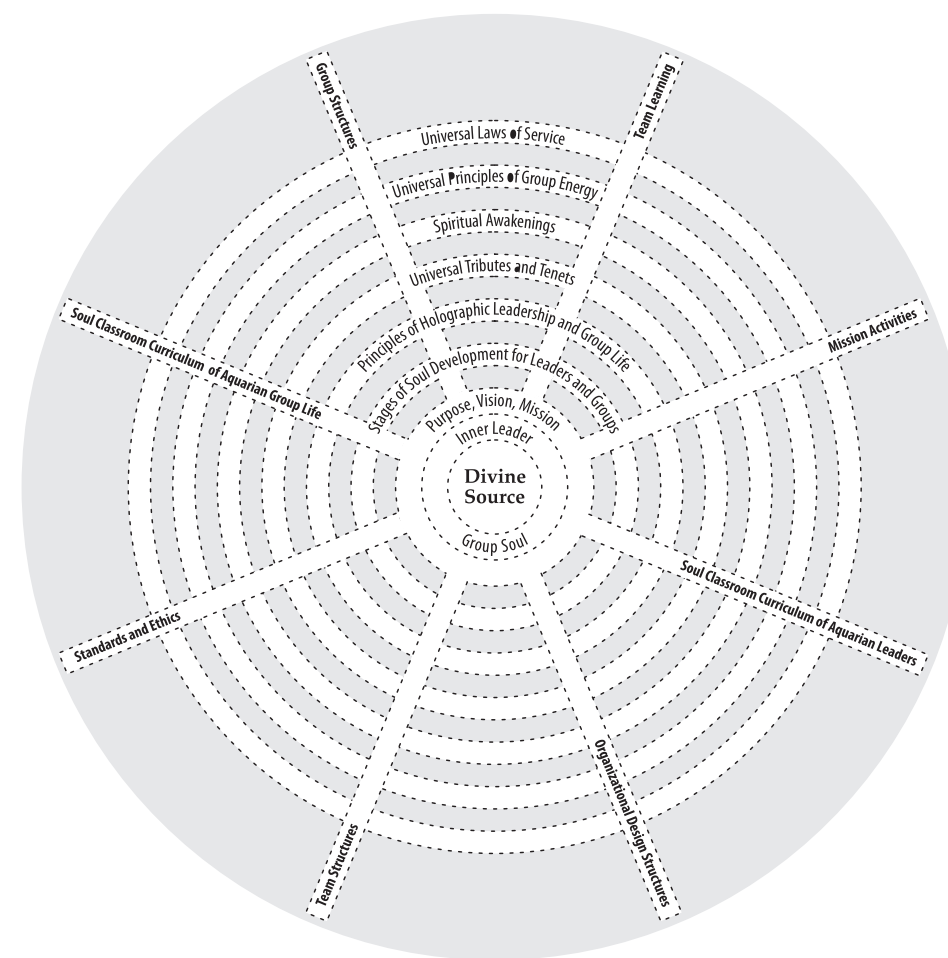 Group Structures
Team Learning
Universal Laws of Service
Universal Principles of Group Energy
Spiritual Awakenings
Universal Tributes and Tenets
Principles of Holographic Leadership and Group Life
Stages of Soul Development for Leaders and Groups
Purpose, Vision, Mission
Inner Leader
Divine
Source
Group Soul
Soul Classroom Curriculum of Aquarian Group Life
Mission Activities
Standards and Ethics
Soul Classroom Curriculum of Aquarian Leaders
Team Structures
Organizational Design Structures